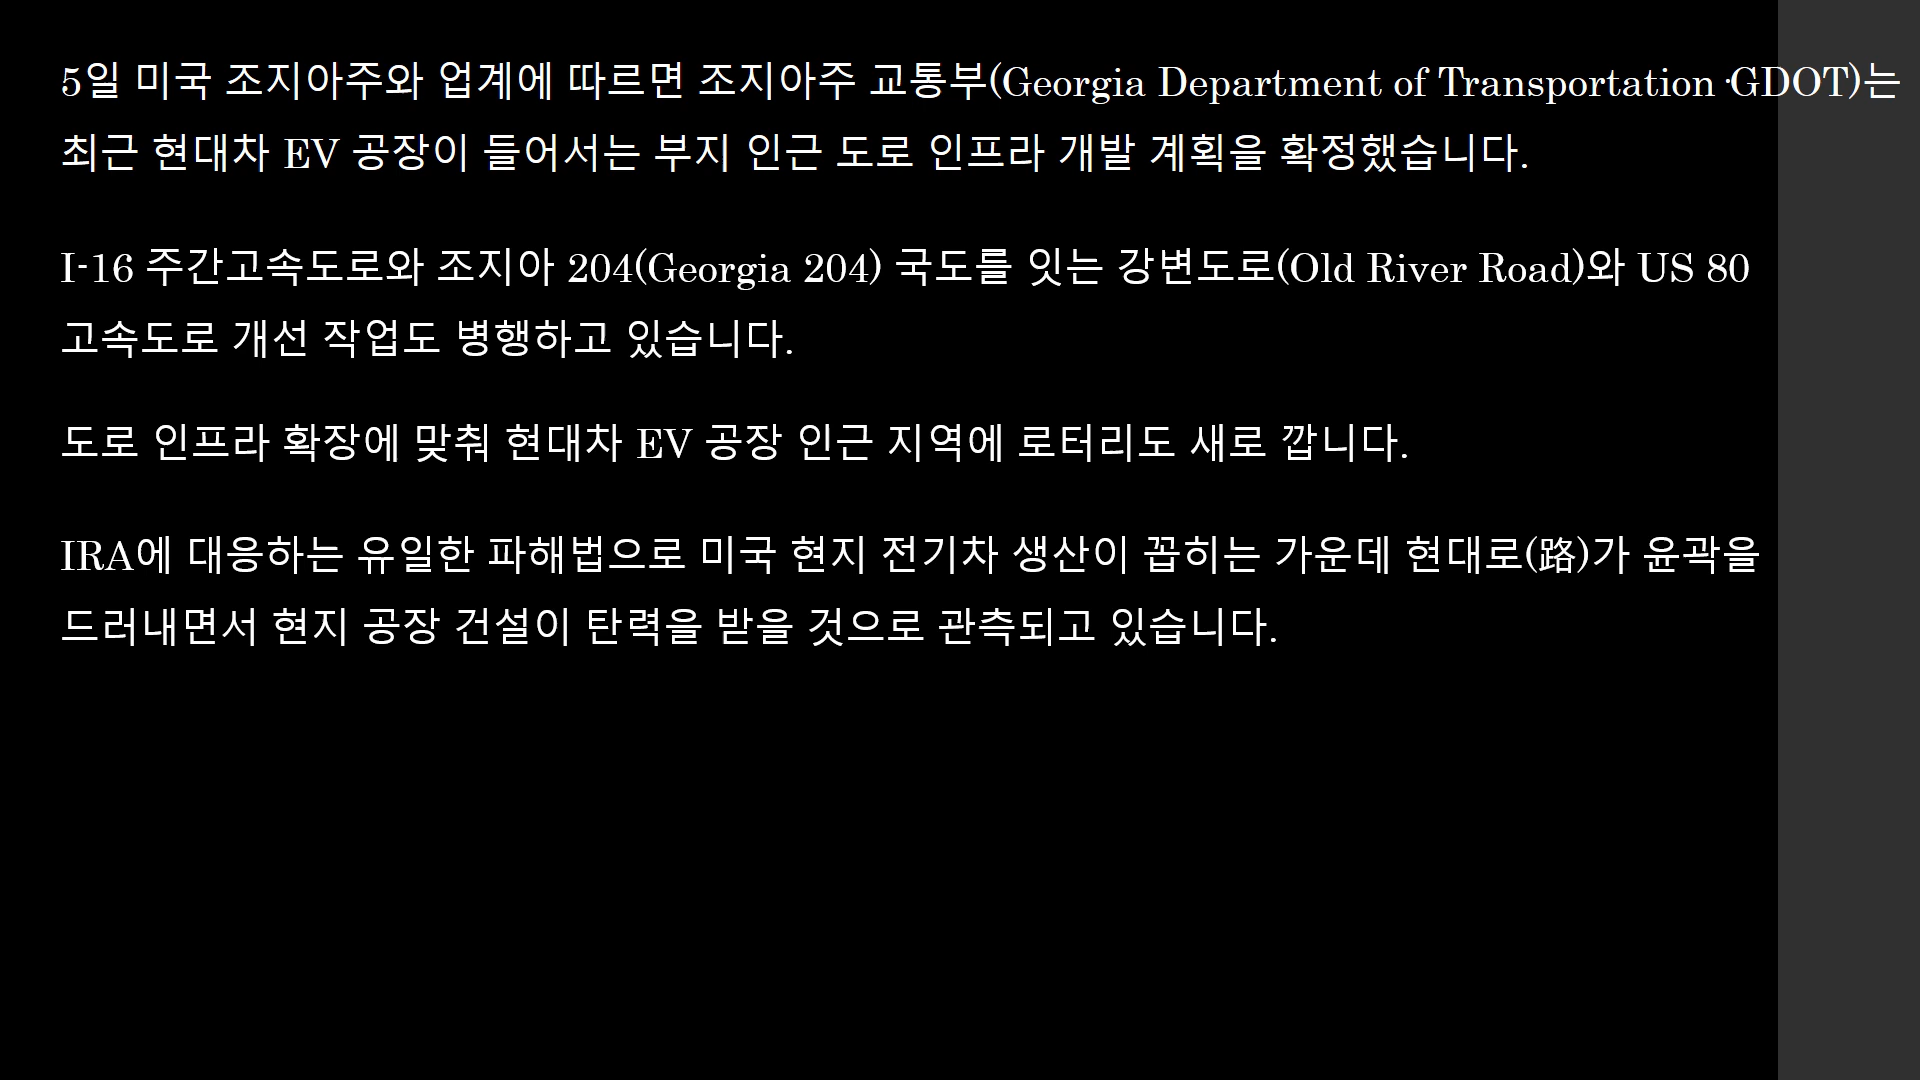 5일 미국 조지아주와 업계에 따르면 조지아주 교통부(Georgia Department of Transportation·GDOT)는
최근 현대차 EV 공장이 들어서는 부지 인근 도로 인프라 개발 계획을 확정했습니다.
I-16 주간고속도로와 조지아 204(Georgia 204) 국도를 잇는 강변도로(Old River Road)와 US 80
고속도로 개선 작업도 병행하고 있습니다.
도로 인프라 확장에 맞춰 현대차 EV 공장 인근 지역에 로터리도 새로 깝니다.
IRA에 대응하는 유일한 파해법으로 미국 현지 전기차 생산이 꼽히는 가운데 현대로(路)가 윤곽을
드러내면서 현지 공장 건설이 탄력을 받을 것으로 관측되고 있습니다.